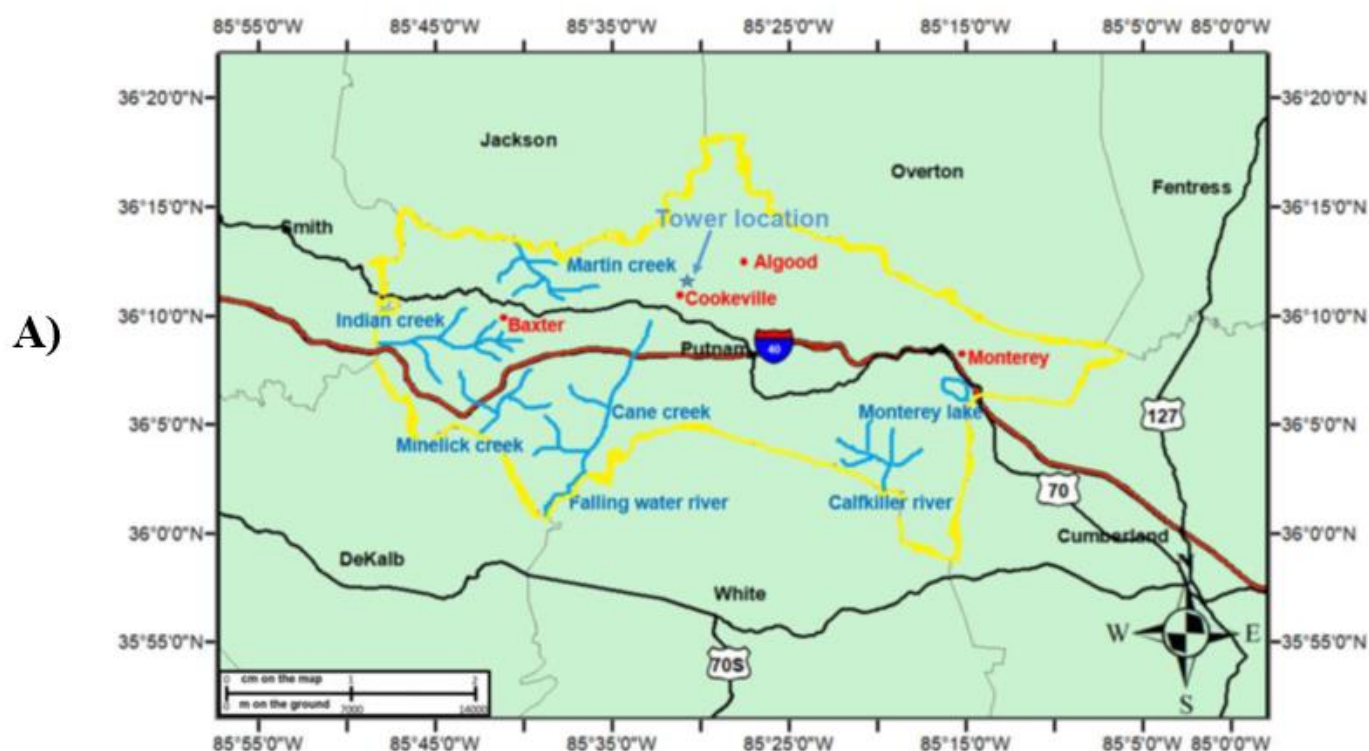 85°55'0"W 85°45'0"W 85°35'0"W 85°25'0"W 85°15'0"W 85°5'0"W 85°0'0"W
36°20'0"N 36°20'0"N
Jackson
Overton
Fentress
36°15'0"N 36°15'0"N
Smith
Tower location
Martin creek
Algood
Cookeville
A)
36°10'0"N 36°10'0"N
Indian creek
Baxter
Putnam
40
Monterey
Cane creek
Monterey lake
127
36°5'0"N 36°5'0"N
Minelick creek
Falling water river
Calfkiller river
70
36°0'0"N 36°0'0"N
Cumberland
DeKalb
White
N
W E
S
35°55'0"N 35°55'0"N
70S
0 cm on the map 1 2
0 m on the ground 7000 14000
85°55'0"W 85°45'0"W 85°35'0"W 85°25'0"W 85°15'0"W 85°5'0"W 85°0'0"W